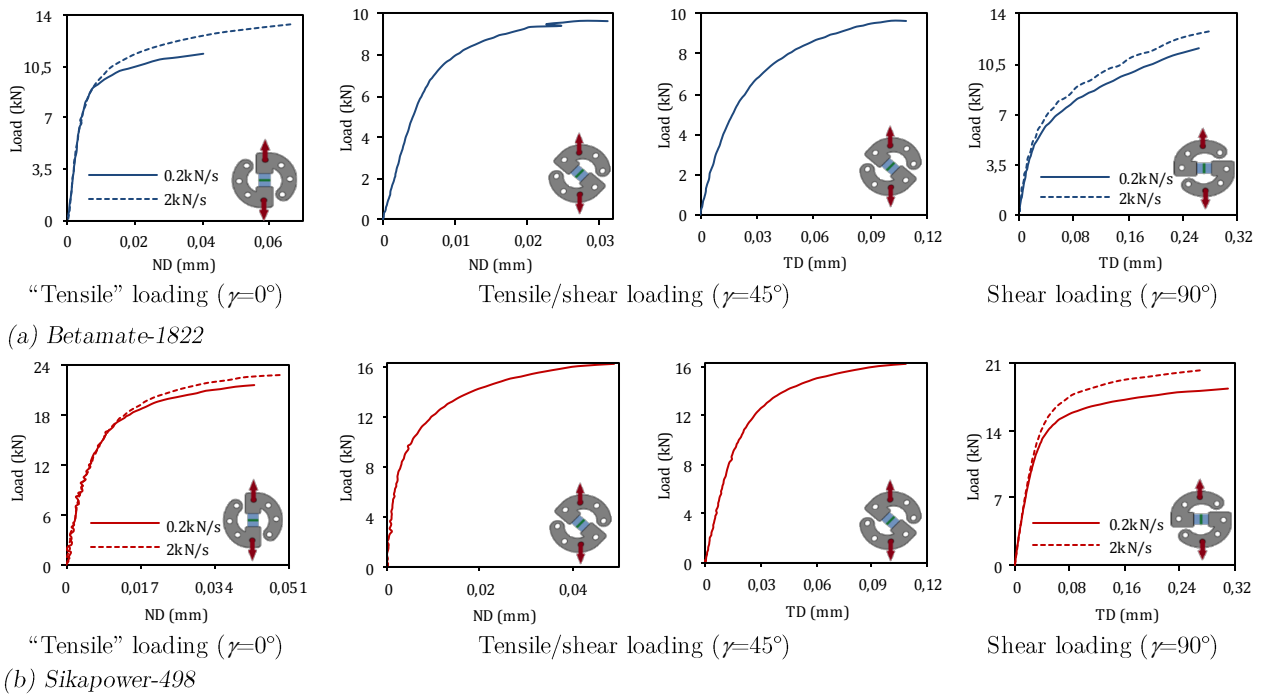 14
10,5
7
3,5
0
Load (kN)
0.2kN/s
2kN/s
0 0,02 0,04 0,06
ND (mm)
10
8
6
4
2
0
Load (kN)
0 0,01 0,02 0,03
ND (mm)
10
8
6
4
2
0
Load (kN)
0 0,03 0,06 0,09 0,12
TD (mm)
14
10,5
7
3,5
0
Load (kN)
0.2kN/s
2kN/s
0 0,08 0,16 0,24 0,32
TD (mm)
“Tensile” loading (γ=0°) Tensile/shear loading (γ=45°) Shear loading (γ=90°)
(a) Betamate-1822
24
18
12
6
0
Load (kN)
0.2kN/s
2kN/s
0 0,017 0,034 0,051
ND (mm)
16
12
8
4
0
Load (kN)
0 0,02 0,04
ND (mm)
16
12
8
4
0
Load (kN)
0 0,03 0,06 0,09 0,12
TD (mm)
21
14
7
0
Load (kN)
0.2kN/s
2kN/s
0 0,08 0,16 0,24 0,32
TD (mm)
“Tensile” loading (γ=0°) Tensile/shear loading (γ=45°) Shear loading (γ=90°)
(b) Sikapower-498